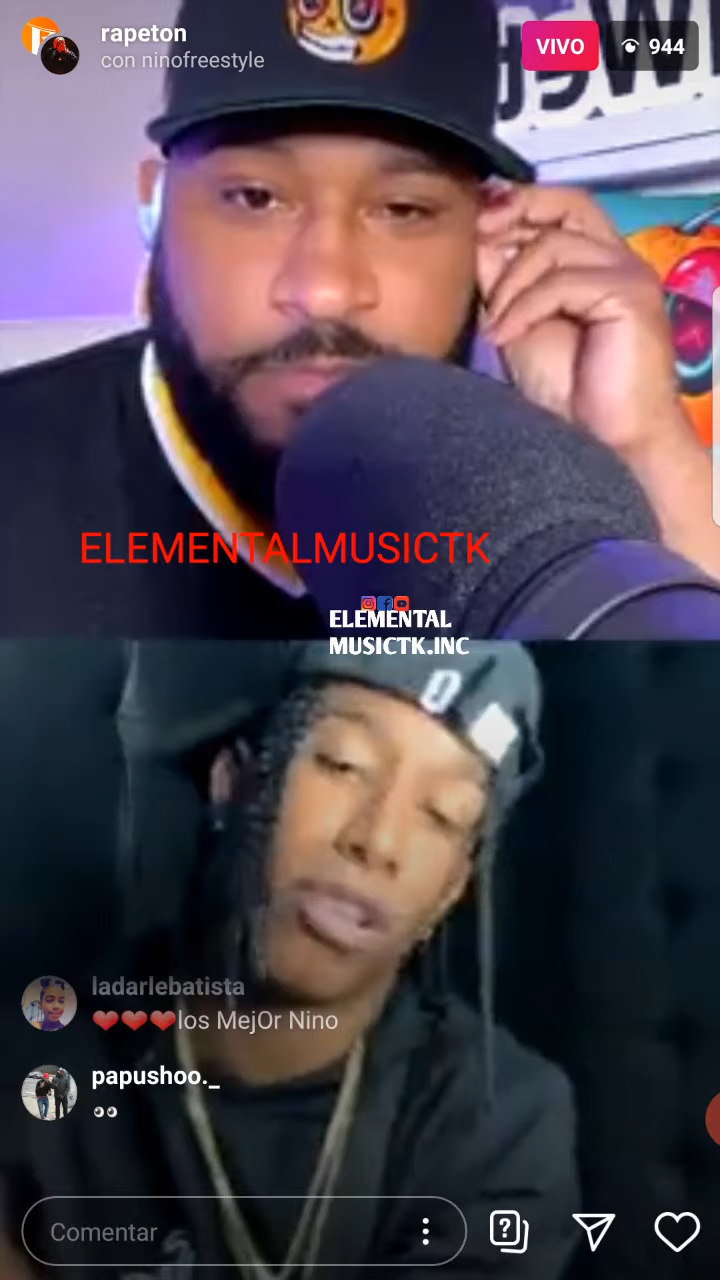 rapeton
con ninofreestyle
VIVO
944
ELEMENTALMUSICTK
ELEMENTAL
MUSICTK.INC
ladarlebatista
❤❤❤los MejOr Nino
papushoo._
👀
Comentar